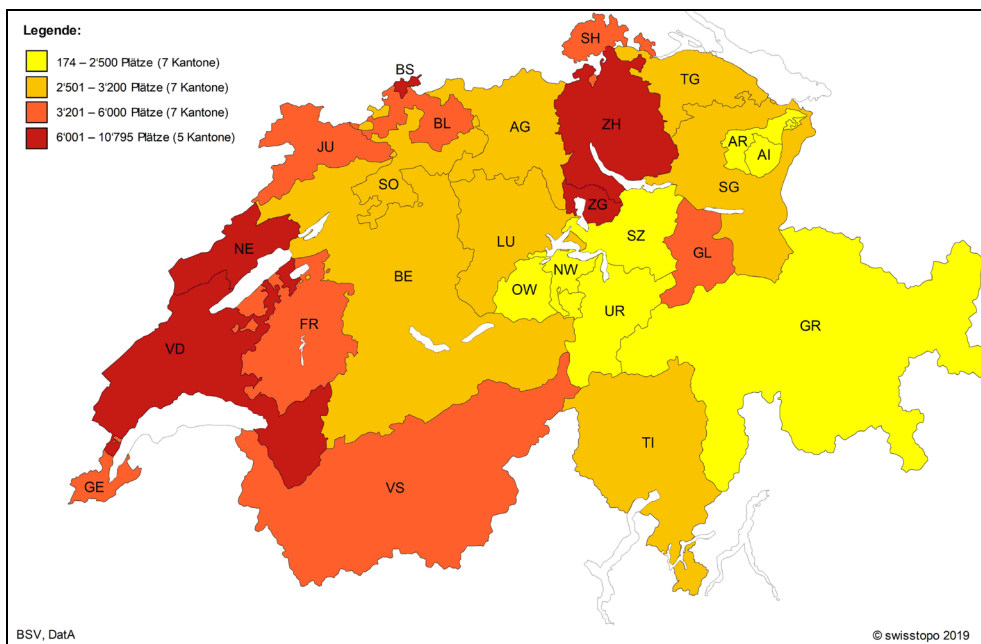 Legende:
174 – 2'500 Plätze (7 Kantone)
2'501 – 3'200 Plätze (7 Kantone)
3'201 – 6'000 Plätze (7 Kantone)
6'001 – 10'795 Plätze (5 Kantone)
SH
BS
TG
BL
AG
ZH
JU
AR
AI
SO
SG
ZG
NE
LU
SZ
GL
NW
BE
OW
UR
FR
GR
VD
TI
GE
VS
BSV, DatA
© swisstopo 2019